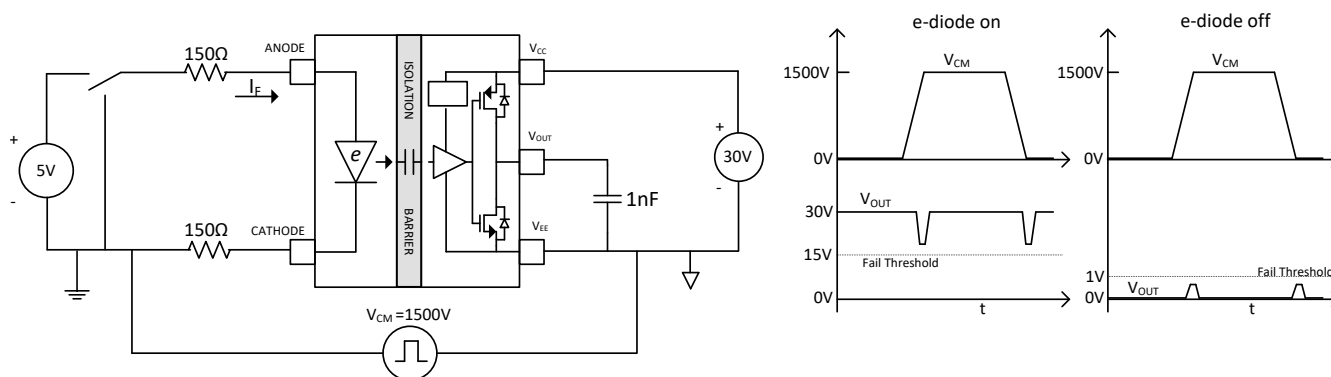 150Ω
ANODE
I_F
+
5V
-
150Ω
CATHODE
e
ISOLATION
BARRIER
V_CC
V_OUT
V_EE
1nF
+
30V
-
V_CM =1500V
e-diode on
1500V
V_CM
0V
30V
V_OUT
15V
Fail Threshold
0V
t
e-diode off
1500V
V_CM
0V
1V
Fail Threshold
0V
V_OUT
t